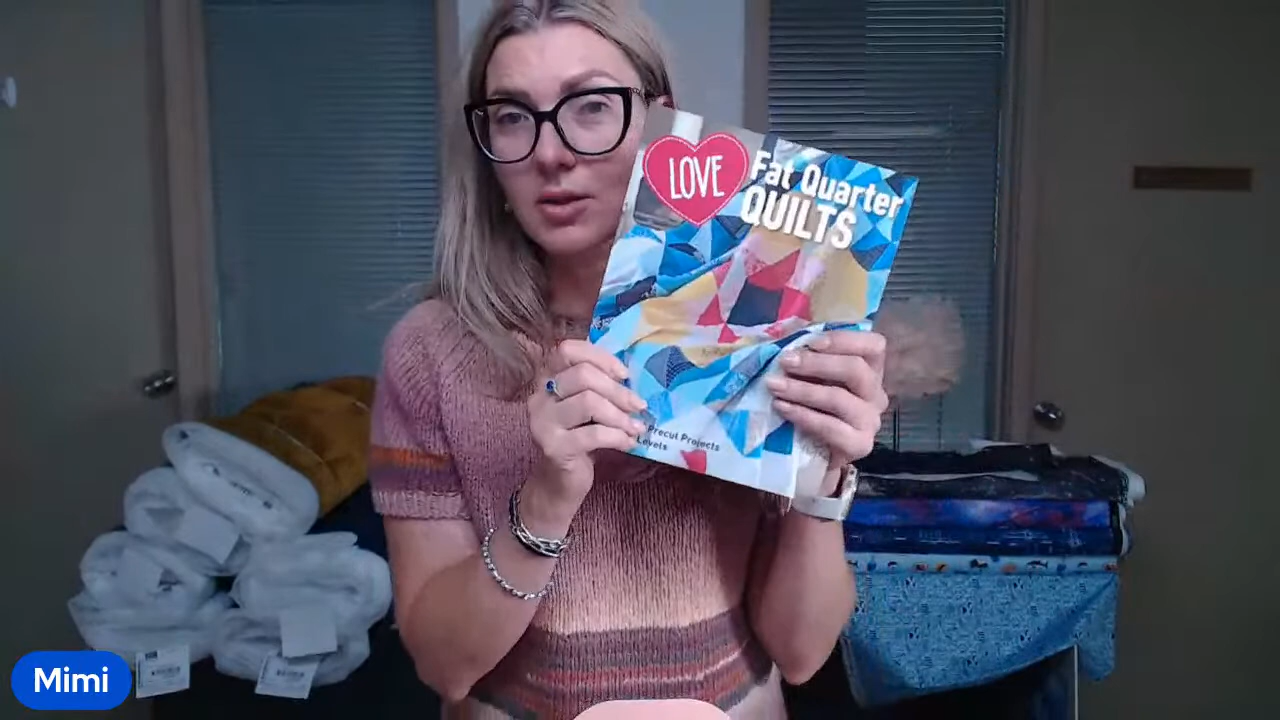 LOVE
Fat Quarter
QUILTS
Precut Projects
Levels
Mimi